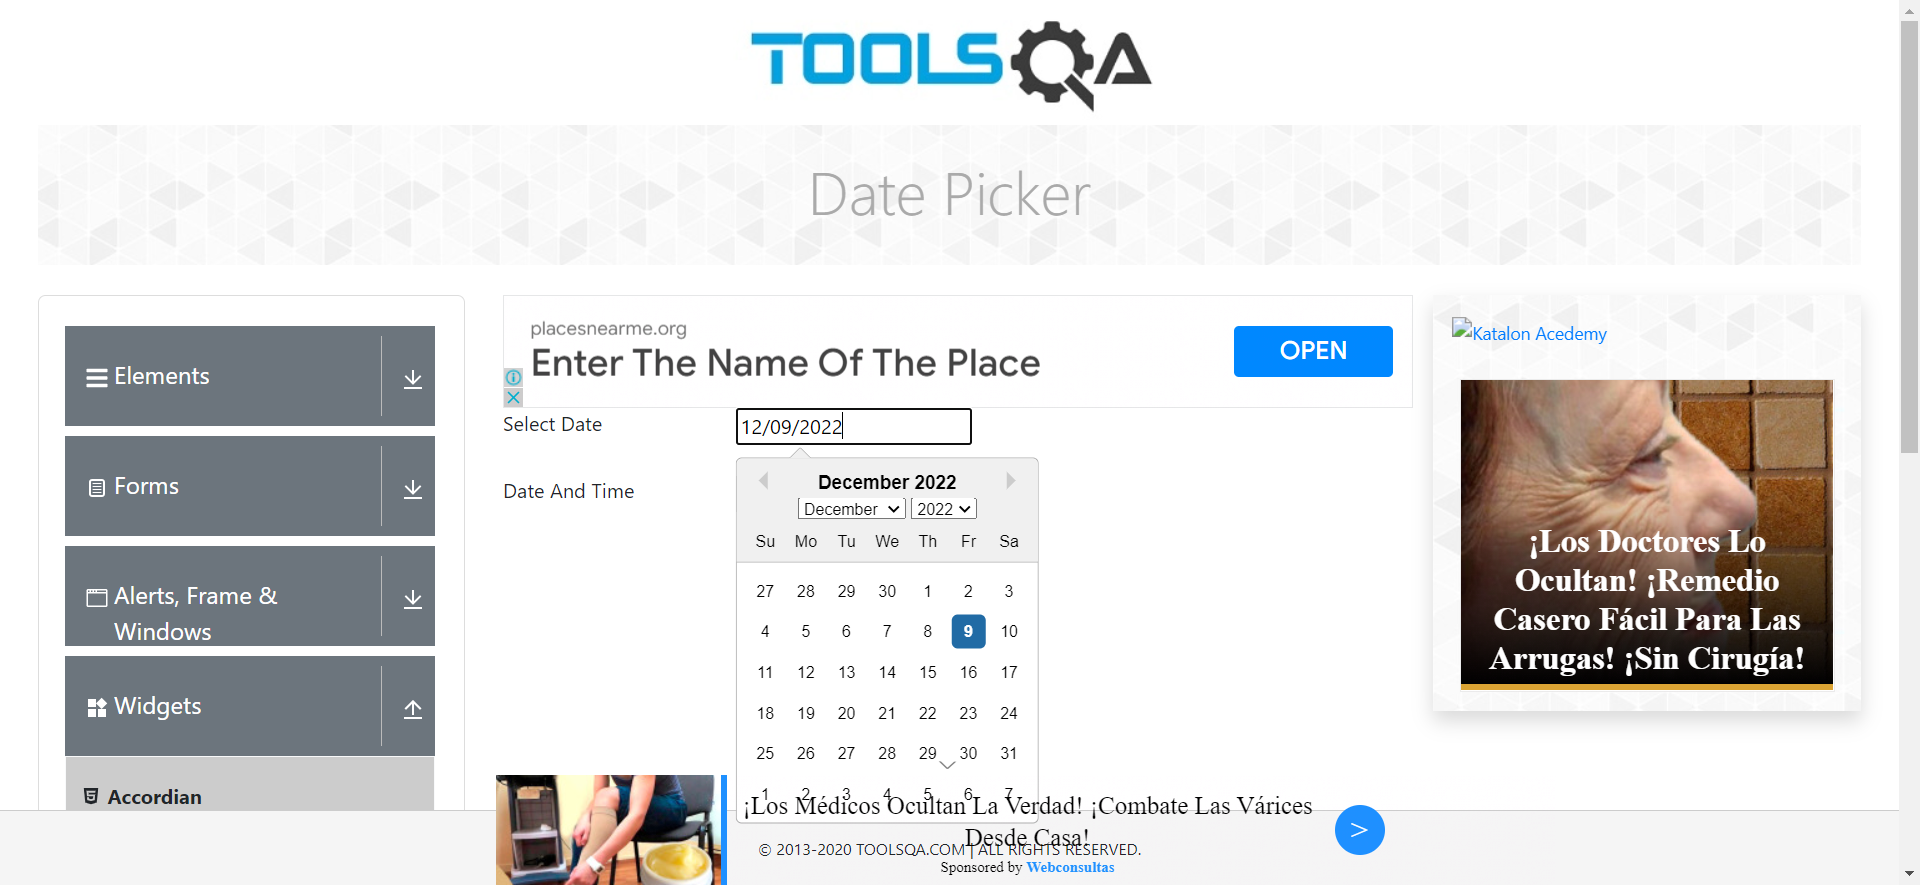 TOOLSQA
Date Picker
Elements
Forms
Alerts, Frame &
Windows
Widgets
Accordian
placesnearme.org
Enter The Name Of The Place
OPEN
Select Date
12/09/2022
Date And Time
December 2022
December 2022
Su Mo Tu We Th Fr Sa
27 28 29 30 1 2 3
4 5 6 7 8 9 10
11 12 13 14 15 16 17
18 19 20 21 22 23 24
25 26 27 28 29 30 31
1 2 3 4 5 6 7
Katalon Acedemy
¡Los Doctores Lo
Ocultan! ¡Remedio
Casero Fácil Para Las
Arrugas! ¡Sin Cirugía!
¡Los Médicos Ocultan La Verdad! ¡Combate Las Várices
Desde Casa!
>
© 2013-2020 TOOLSQA.COM | ALL RIGHTS RESERVED.
Sponsored by Webconsultas